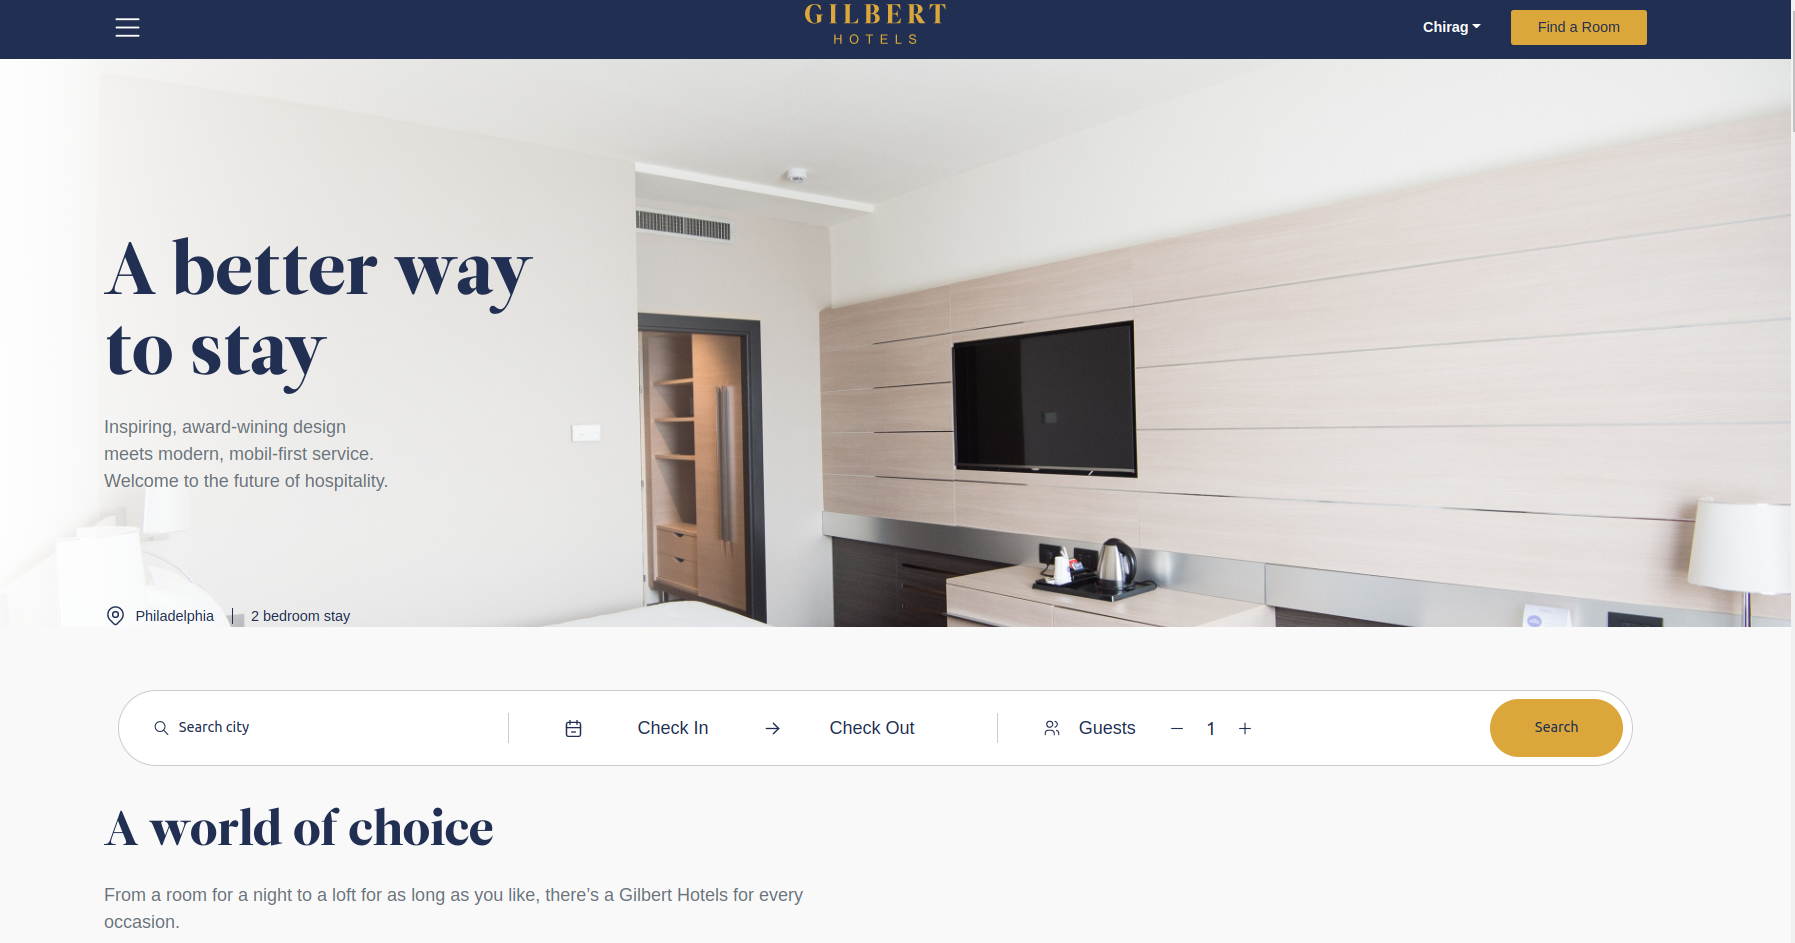 GILBERT
HOTELS
Chirag
Find a Room
A better way
to stay
Inspiring, award-wining design
meets modern, mobil-first service.
Welcome to the future of hospitality.
Philadelphia
2 bedroom stay
Search city
Check In
Check Out
Guests
1
Search
A world of choice
From a room for a night to a loft for as long as you like, there’s a Gilbert Hotels for every
occasion.